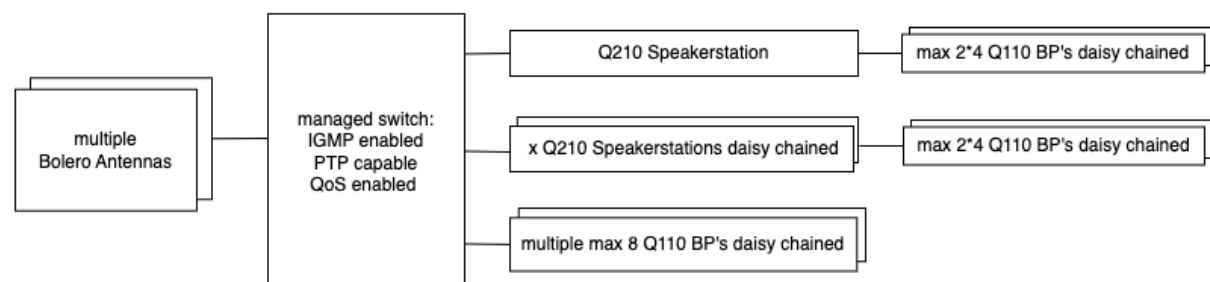 multiple
Bolero Antennas
managed switch:
IGMP enabled
PTP capable
QoS enabled
Q210 Speakerstation
max 2*4 Q110 BP's daisy chained
x Q210 Speakerstations daisy chained
max 2*4 Q110 BP's daisy chained
multiple max 8 Q110 BP's daisy chained